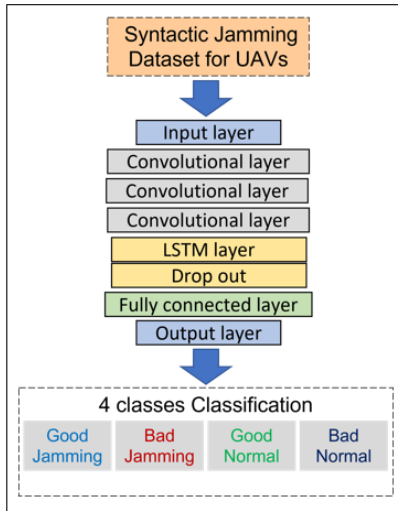 Syntactic Jamming
Dataset for UAVs
Input layer
Convolutional layer
Convolutional layer
Convolutional layer
LSTM layer
Drop out
Fully connected layer
Output layer
4 classes Classification
Good Jamming
Bad Jamming
Good Normal
Bad Normal